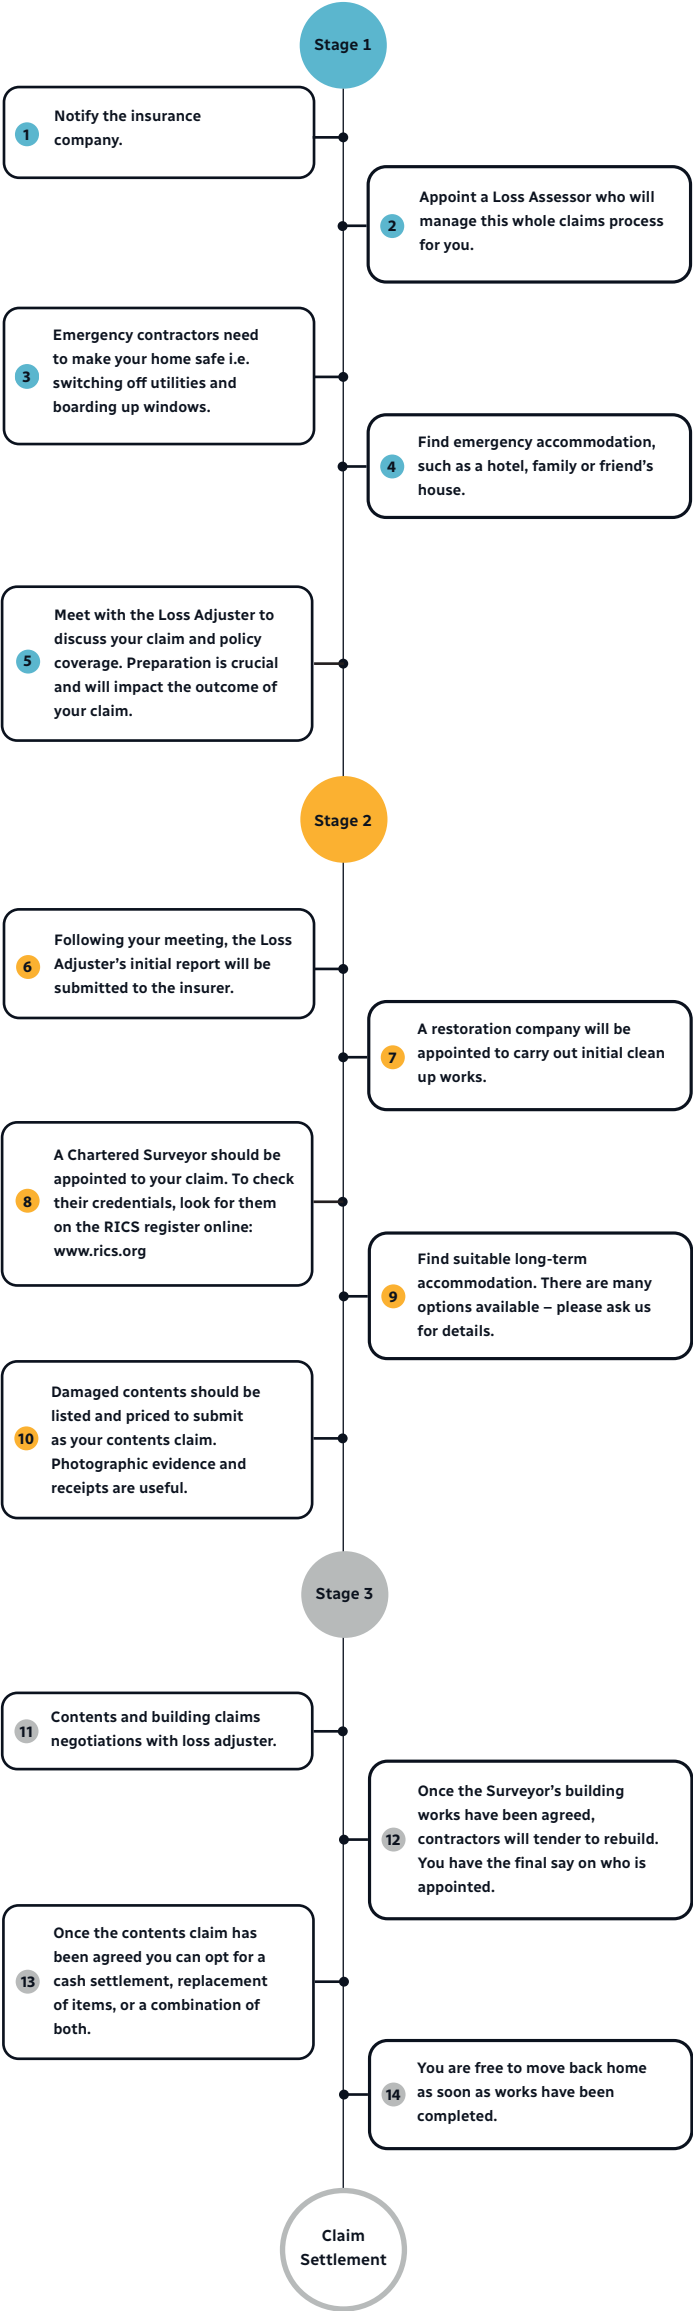 Stage 1
1
Notify the insurance
company.
2
Appoint a Loss Assessor who will
manage this whole claims process
for you.
3
Emergency contractors need
to make your home safe i.e.
switching off utilities and
boarding up windows.
4
Find emergency accommodation,
such as a hotel, family or friend’s
house.
5
Meet with the Loss Adjuster to
discuss your claim and policy
coverage. Preparation is crucial
and will impact the outcome of
your claim.
Stage 2
6
Following your meeting, the Loss
Adjuster’s initial report will be
submitted to the insurer.
7
A restoration company will be
appointed to carry out initial clean
up works.
8
A Chartered Surveyor should be
appointed to your claim. To check
their credentials, look for them
on the RICS register online:
www.rics.org
9
Find suitable long-term
accommodation. There are many
options available – please ask us
for details.
10
Damaged contents should be
listed and priced to submit
as your contents claim.
Photographic evidence and
receipts are useful.
Stage 3
11
Contents and building claims
negotiations with loss adjuster.
12
Once the Surveyor’s building
works have been agreed,
contractors will tender to rebuild.
You have the final say on who is
appointed.
13
Once the contents claim has
been agreed you can opt for a
cash settlement, replacement
of items, or a combination of
both.
14
You are free to move back home
as soon as works have been
completed.
Claim
Settlement